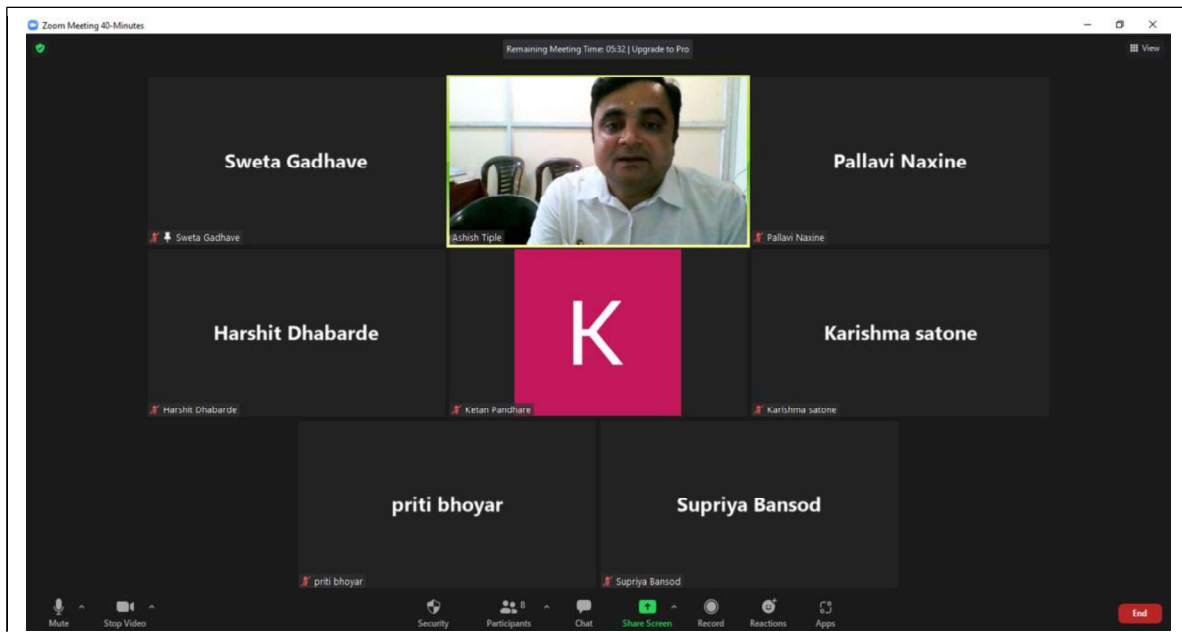 Zoom Meeting 40-Minutes
Remaining Meeting Time: 05:32 | Upgrade to Pro
View
Sweta Gadhave
Pallavi Naxine
Sweta Gadhave
Ashish Tiple
Pallavi Naxine
Harshit Dhabarde
K
Karishma satone
Harshit Dhabarde
Ketan Pandhare
Karishma satone
priti bhoyar
Supriya Bansod
priti bhoyar
Supriya Bansod
8
Mute
Stop Video
Security
Participants
Chat
Share Screen
Record
Reactions
Apps
End